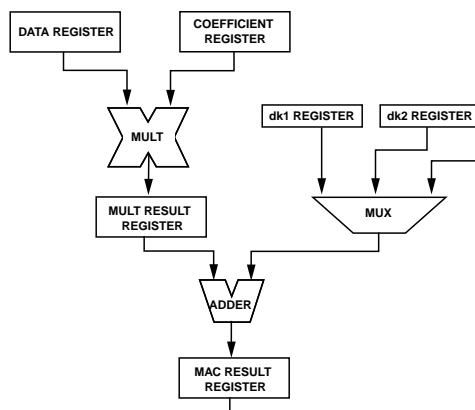 DATA REGISTER
COEFFICIENT
REGISTER
MULT
dk1 REGISTER
dk2 REGISTER
MULT RESULT
REGISTER
MUX
ADDER
MAC RESULT
REGISTER